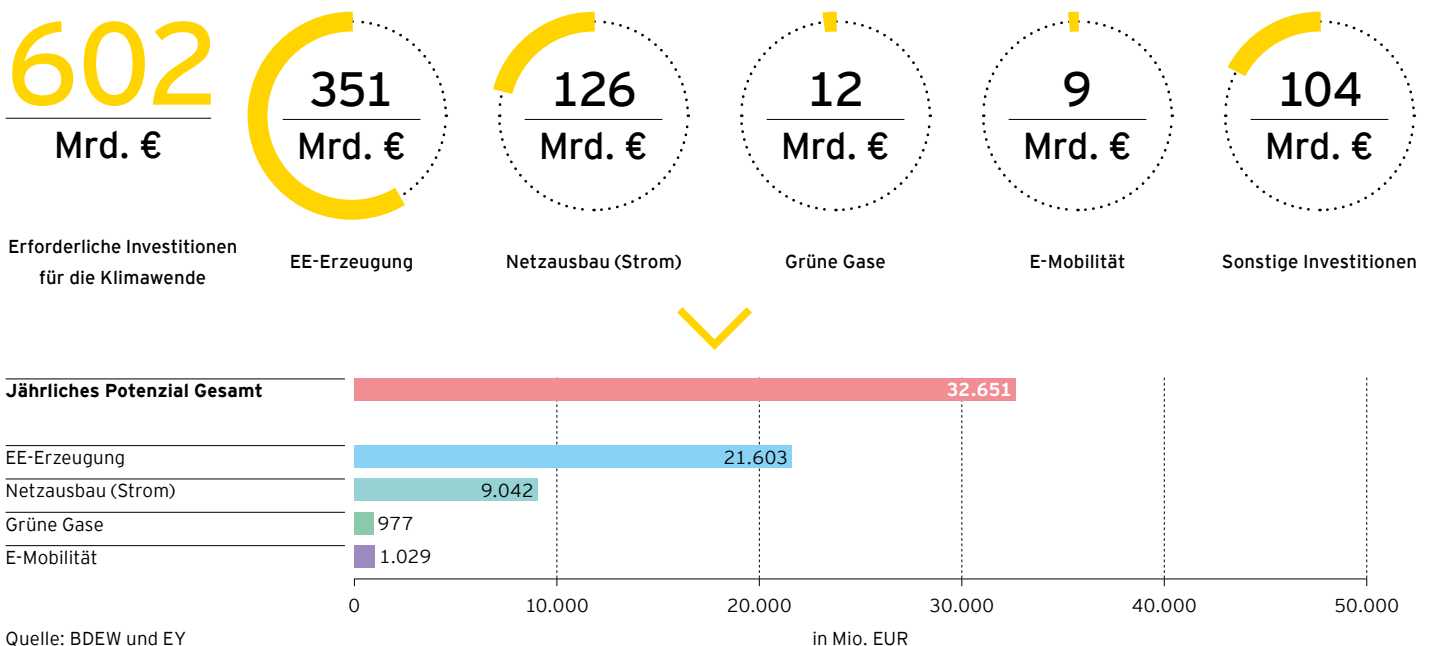 602
Mrd. €
Erforderliche Investitionen
für die Klimawende
351
Mrd. €
EE-Erzeugung
126
Mrd. €
Netzausbau (Strom)
12
Mrd. €
Grüne Gase
9
Mrd. €
E-Mobilität
104
Mrd. €
Sonstige Investitionen
Jährliches Potenzial Gesamt 32.651
EE-Erzeugung 21.603
Netzausbau (Strom) 9.042
Grüne Gase 977
E-Mobilität 1.029
0 10.000 20.000 30.000 40.000 50.000
Quelle: BDEW und EY in Mio. EUR